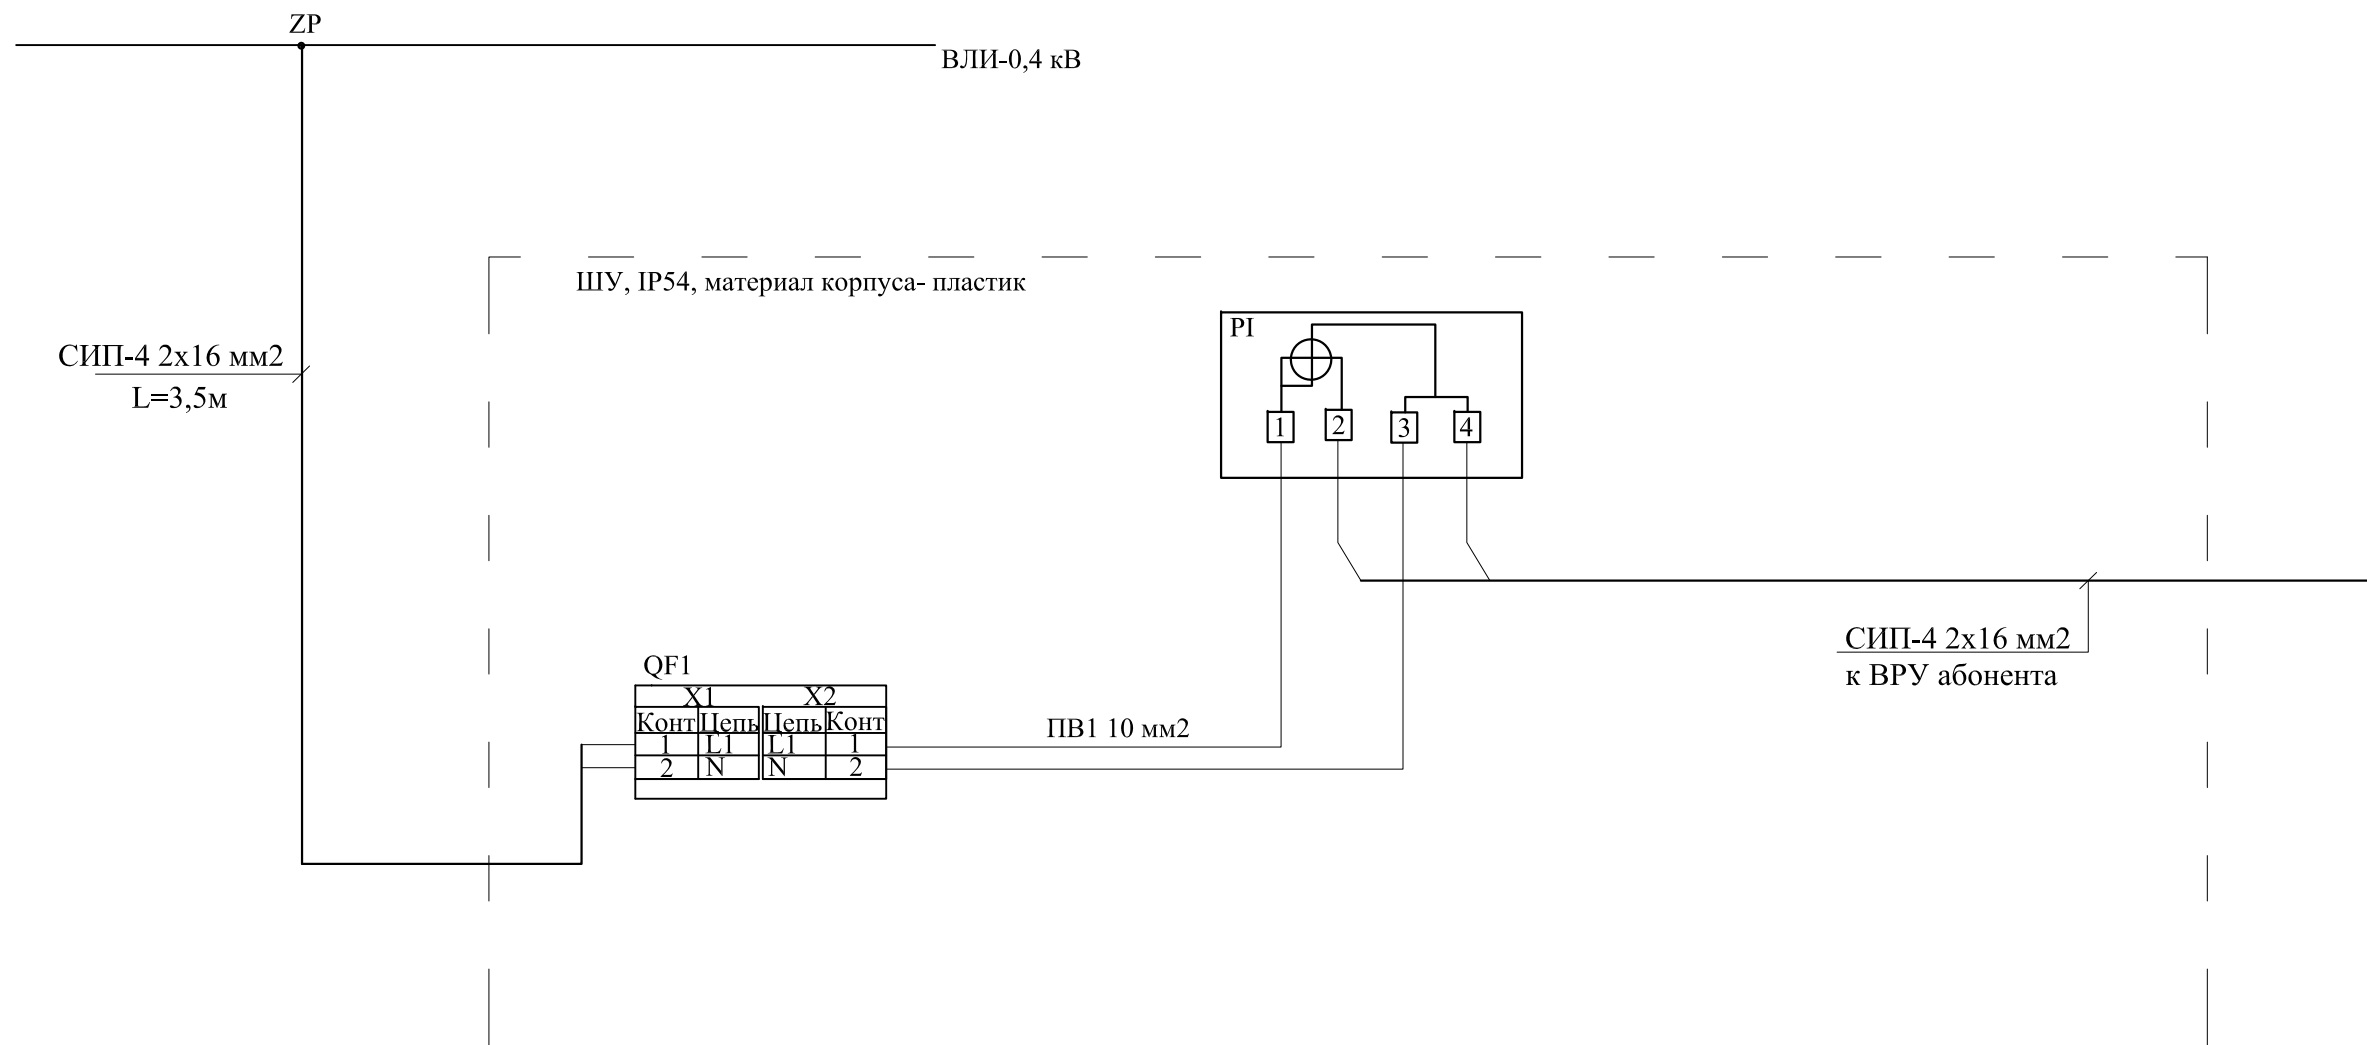 ZP
ВЛИ-0,4 кВ
ШУ, IP54, материал корпуса- пластик
PI
СИП-4 2х16 мм2
L=3,5м
1 2 3 4
СИП-4 2х16 мм2
к ВРУ абонента
QF1
X1 X2
Конт Цепь Цепь Конт
1 L1 L1 1
2 N N 2
ПВ1 10 мм2